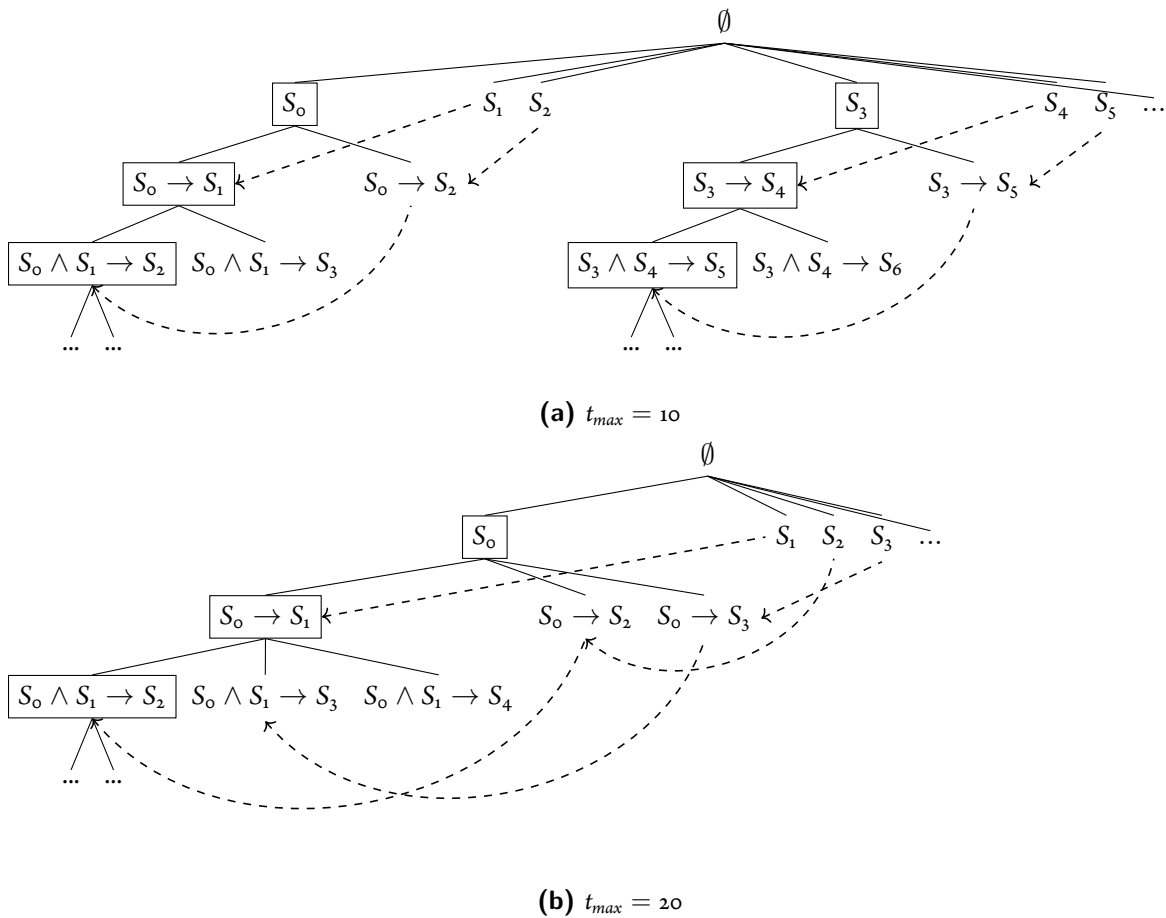 ∅
S₀ S₁ S₂ S₃ S₄ S₅ ...
S₀ → S₁ S₀ → S₂ S₃ → S₄ S₃ → S₅
S₀ ∧ S₁ → S₂ S₀ ∧ S₁ → S₃ S₃ ∧ S₄ → S₅ S₃ ∧ S₄ → S₆
... ... ... ...
(a) tₘₐₓ = 10
∅
S₀ S₁ S₂ S₃ ...
S₀ → S₁ S₀ → S₂ S₀ → S₃
S₀ ∧ S₁ → S₂ S₀ ∧ S₁ → S₃ S₀ ∧ S₁ → S₄
... ...
(b) tₘₐₓ = 20